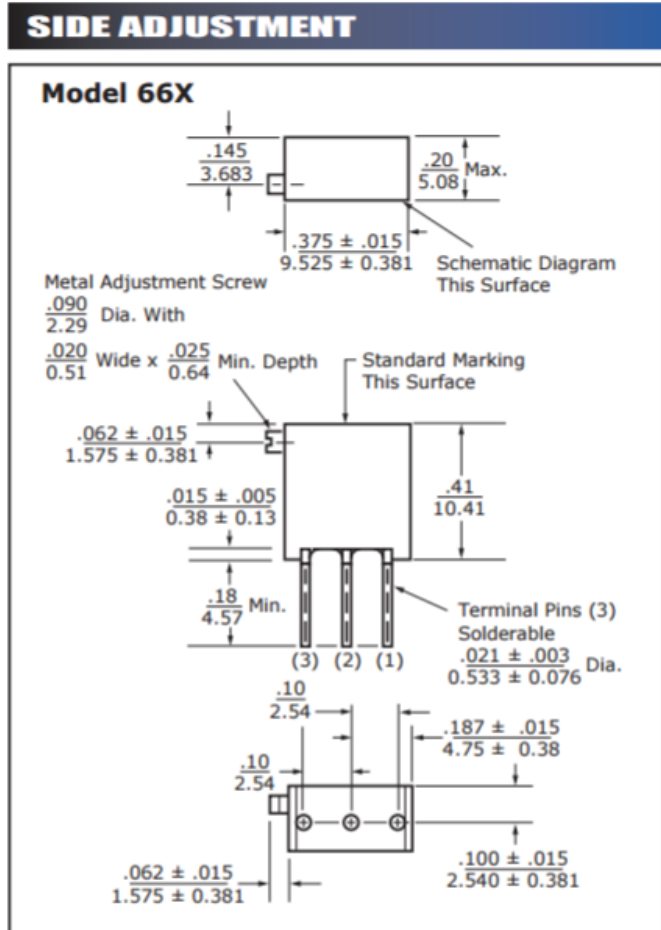 SIDE ADJUSTMENT
Model 66X
.145
3.683
.20
5.08
Max.
.375 ± .015
9.525 ± 0.381
Schematic Diagram
This Surface
Metal Adjustment Screw
.090
2.29
Dia. With
.020
0.51
Wide x
.025
0.64
Min. Depth
Standard Marking
This Surface
.062 ± .015
1.575 ± 0.381
.41
10.41
.015 ± .005
0.38 ± 0.13
.18
4.57
Min.
Terminal Pins (3)
Solderable
.021 ± .003
0.533 ± 0.076
Dia.
(3) (2) (1)
.10
2.54
.187 ± .015
4.75 ± 0.38
.10
2.54
.062 ± .015
1.575 ± 0.381
.100 ± .015
2.540 ± 0.381